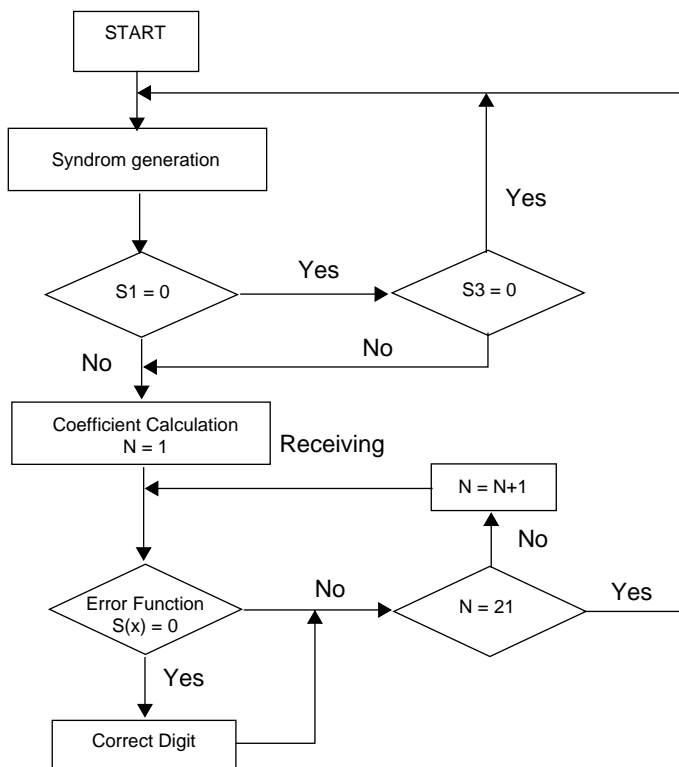 START
Syndrom generation
Yes
S1 = 0
Yes
S3 = 0
No
No
Coefficient Calculation
N = 1
Receiving
N = N+1
No
Error Function
S(x) = 0
No
N = 21
Yes
Yes
Correct Digit